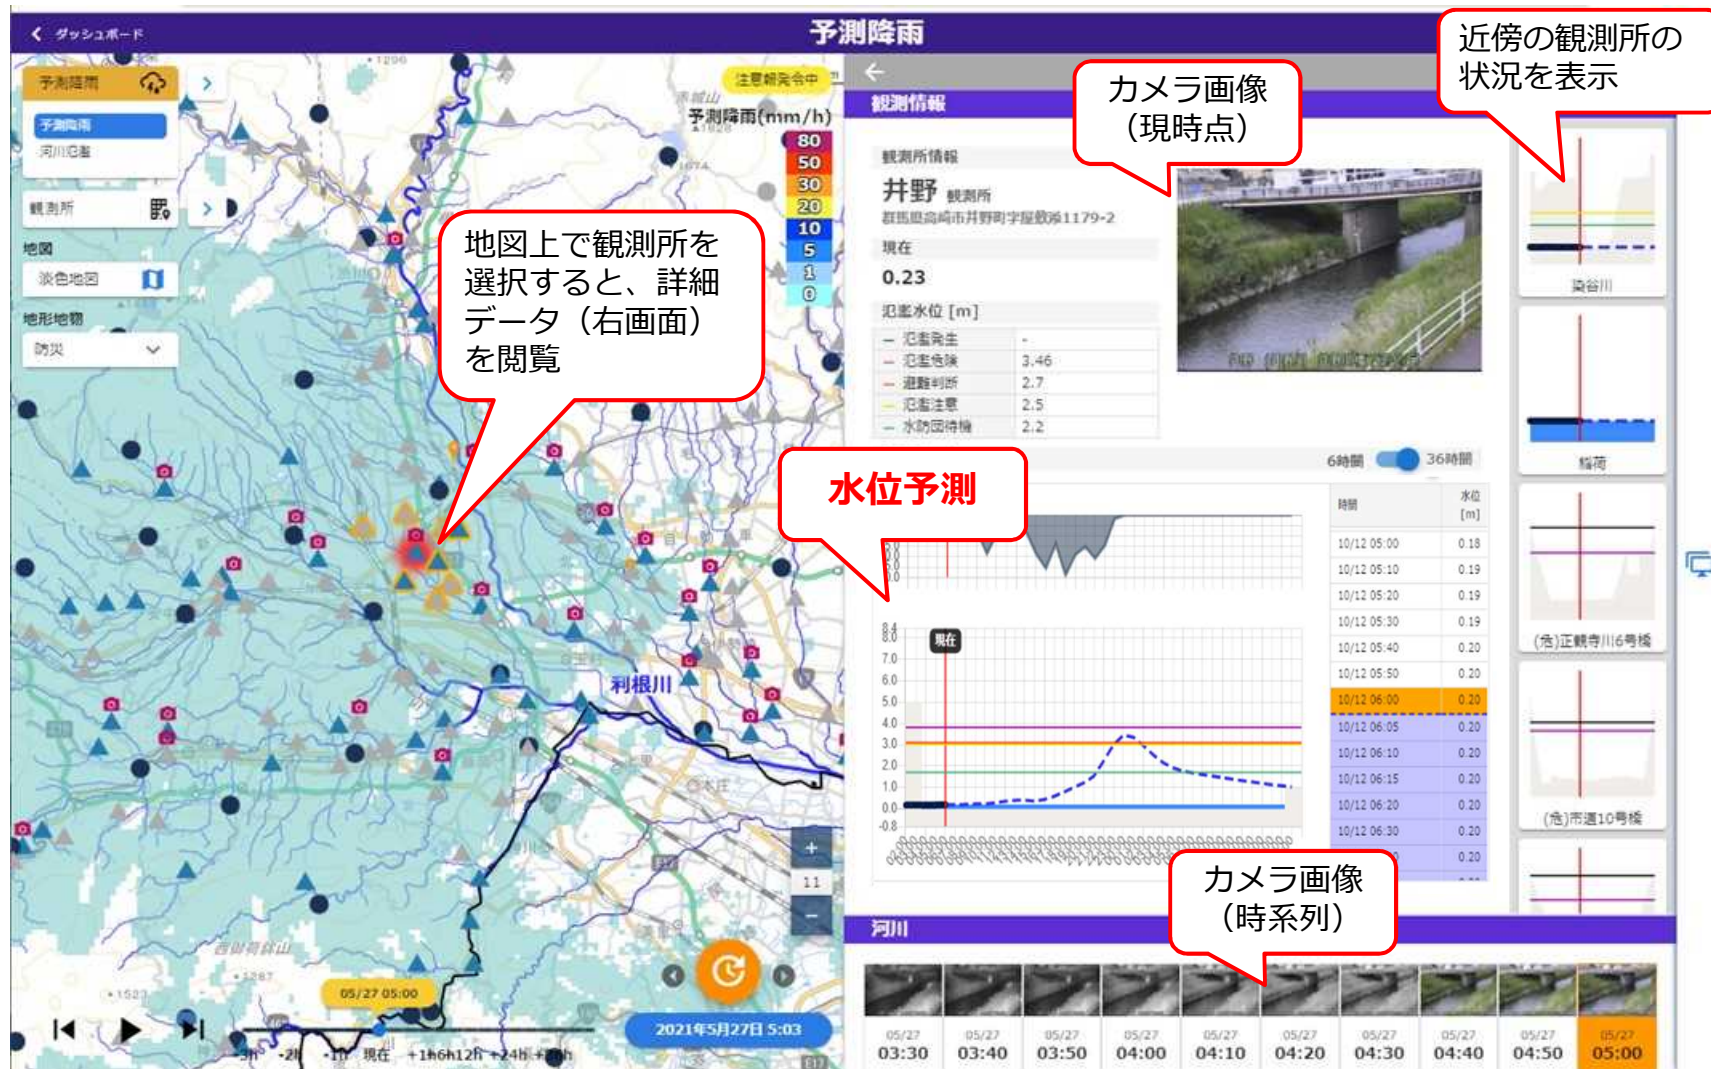 ダッシュボード
予測降雨
予測降雨
予測降雨
河川氾濫
観測所
地図
淡色地図
地形地物
防災
注意報発令中
予測降雨(mm/h)
80
50
30
20
10
5
1
0
地図上で観測所を
選択すると、詳細
データ（右画面）
を閲覧
利根川
05/27 05:00
2021年5月27日 5:03
-3h -2h -1h 現在 +1h6h12h +24h
+
11
−
観測情報
観測所情報
井野 観測所
現在
0.23
氾濫水位 [m]
氾濫発生 -
氾濫危険 3.46
避難判断 2.7
氾濫注意 2.5
水防団待機 2.2
カメラ画像
（現時点）
近傍の観測所の
状況を表示
6時間 36時間
水位予測
現在
8.4
8.0
7.0
6.0
5.0
4.0
3.0
2.0
1.0
0.0
-0.8
時間 水位
[m]
10/12 05:00 0.18
10/12 05:10 0.19
10/12 05:20 0.19
10/12 05:30 0.19
10/12 05:40 0.20
10/12 05:50 0.20
10/12 06:00 0.20
10/12 06:05 0.20
10/12 06:10 0.20
10/12 06:15 0.20
10/12 06:20 0.20
10/12 06:30 0.20
0.20
染谷川
稲荷
(危)正観寺川6号橋
(危)市道10号橋
カメラ画像
（時系列）
河川
05/27 05/27 05/27 05/27 05/27 05/27 05/27 05/27 05/27 05/27
03:30 03:40 03:50 04:00 04:10 04:20 04:30 04:40 04:50 05:00